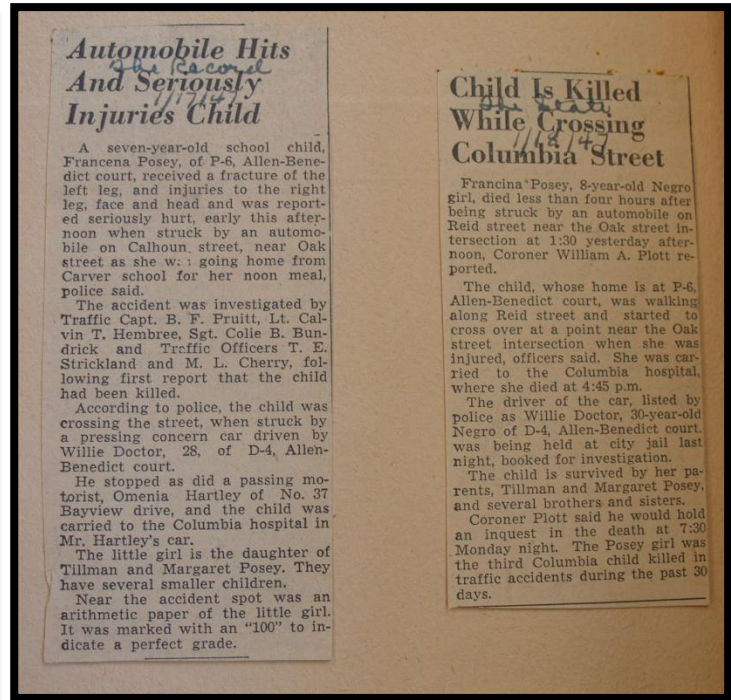 Automobile Hits
The Record
And Seriously
1/17/47
Injuries Child
A seven-year-old school child,
Francena Posey, of P-6, Allen-Bene-
dict court, received a fracture of the
left leg, and injuries to the right
leg, face and head and was report-
ed seriously hurt, early this after-
noon when struck by an automo-
bile on Calhoun street, near Oak
street as she was going home from
Carver school for her noon meal,
police said.
The accident was investigated by
Traffic Capt. B. F. Pruitt, Lt. Cal-
vin T. Hembree, Sgt. Colie B. Bun-
drick and Traffic Officers T. E.
Strickland and M. L. Cherry, fol-
lowing first report that the child
had been killed.
According to police, the child was
crossing the street, when struck by
a pressing concern car driven by
Willie Doctor, 28, of D-4, Allen-
Benedict court.
He stopped as did a passing mo-
torist, Omenia Hartley of No. 37
Bayview drive, and the child was
carried to the Columbia hospital in
Mr. Hartley's car.
The little girl is the daughter of
Tillman and Margaret Posey. They
have several smaller children.
Near the accident spot was an
arithmetic paper of the little girl.
It was marked with an "100" to in-
dicate a perfect grade.
Child Is Killed
The State
While Crossing
1/18/47
Columbia Street
Francina Posey, 8-year-old Negro
girl, died less than four hours after
being struck by an automobile on
Reid street near the Oak street in-
tersection at 1:30 yesterday after-
noon, Coroner William A. Plott re-
ported.
The child, whose home is at P-6,
Allen-Benedict court, was walking
along Reid street and started to
cross over at a point near the Oak
street intersection when she was
injured, officers said. She was car-
ried to the Columbia hospital,
where she died at 4:45 p.m.
The driver of the car, listed by
police as Willie Doctor, 30-year-old
Negro of D-4, Allen-Benedict court,
was being held at city jail last
night, booked for investigation.
The child is survived by her pa-
rents, Tillman and Margaret Posey,
and several brothers and sisters.
Coroner Plott said he would hold
an inquest in the death at 7:30
Monday night. The Posey girl was
the third Columbia child killed in
traffic accidents during the past 30
days.